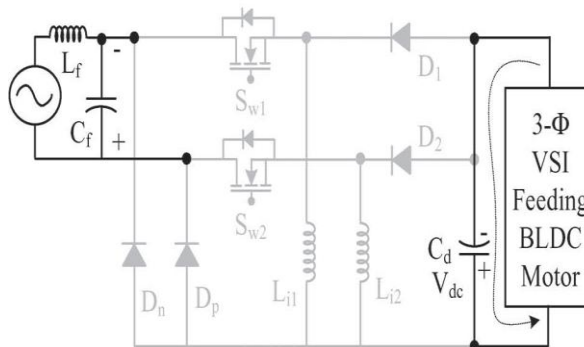 L_f
-
C_f
+
S_w1
S_w2
D_1
D_2
D_n
D_p
L_i1
L_i2
C_d
-
+
V_dc
3-Φ
VSI
Feeding
BLDC
Motor